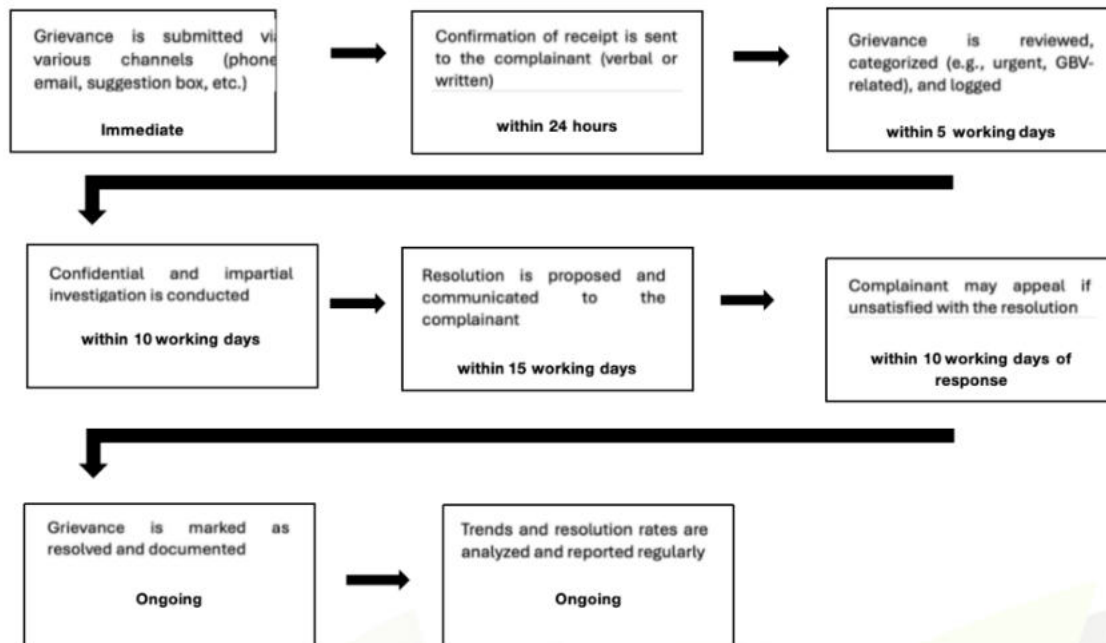 Grievance is submitted via
various channels (phone
email, suggestion box, etc.)
Immediate
Confirmation of receipt is sent
to the complainant (verbal or
written)
within 24 hours
Grievance is reviewed,
categorized (e.g., urgent, GBV-
related), and logged
within 5 working days
Confidential and impartial
investigation is conducted
within 10 working days
Resolution is proposed and
communicated to the
complainant
within 15 working days
Complainant may appeal if
unsatisfied with the resolution
within 10 working days of
response
Grievance is marked as
resolved and documented
Ongoing
Trends and resolution rates are
analyzed and reported regularly
Ongoing